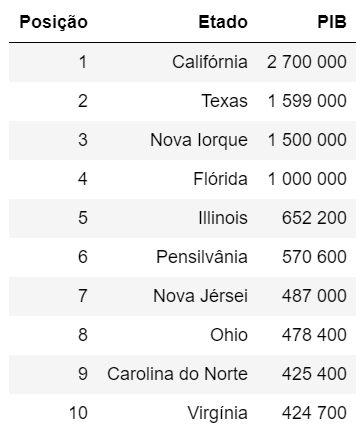 Posição Etado PIB
1 Califórnia 2 700 000
2 Texas 1 599 000
3 Nova Iorque 1 500 000
4 Flórida 1 000 000
5 Illinois 652 200
6 Pensilvânia 570 600
7 Nova Jérsei 487 000
8 Ohio 478 400
9 Carolina do Norte 425 400
10 Virgínia 424 700